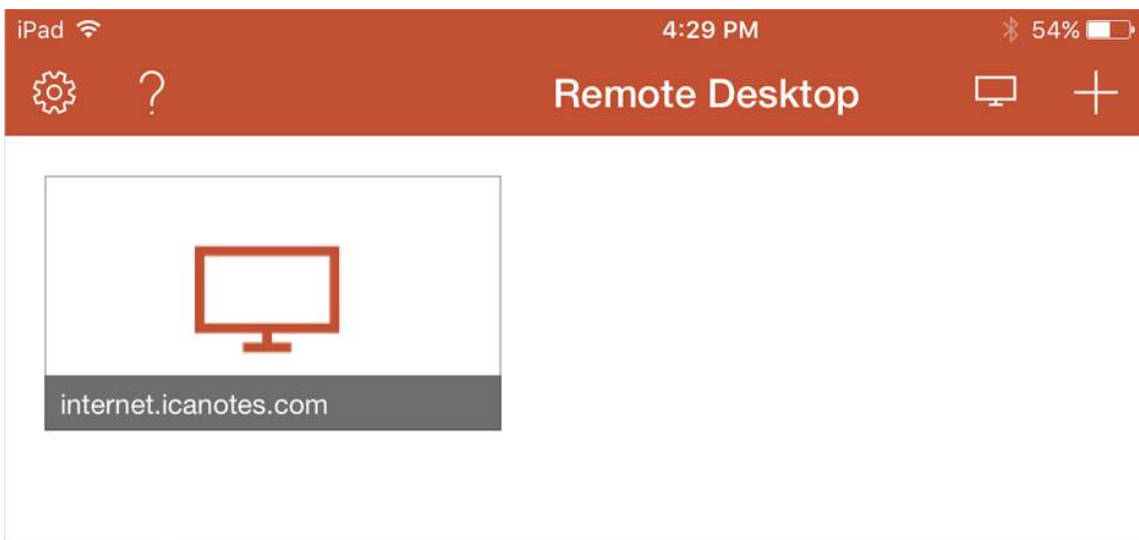 iPad 4:29 PM 54%
? Remote Desktop +
internet.icanotes.com